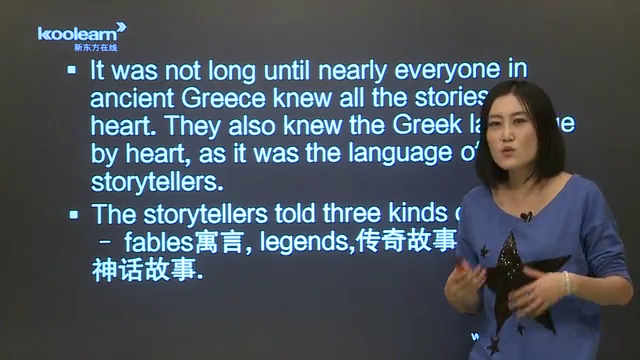 koolearn
新东方在线
▪ It was not long until nearly everyone in
ancient Greece knew all the stories
heart. They also knew the Greek
by heart, as it was the language
storytellers.
▪ The storytellers told three kinds
– fables寓言, legends,传奇故事
神话故事.